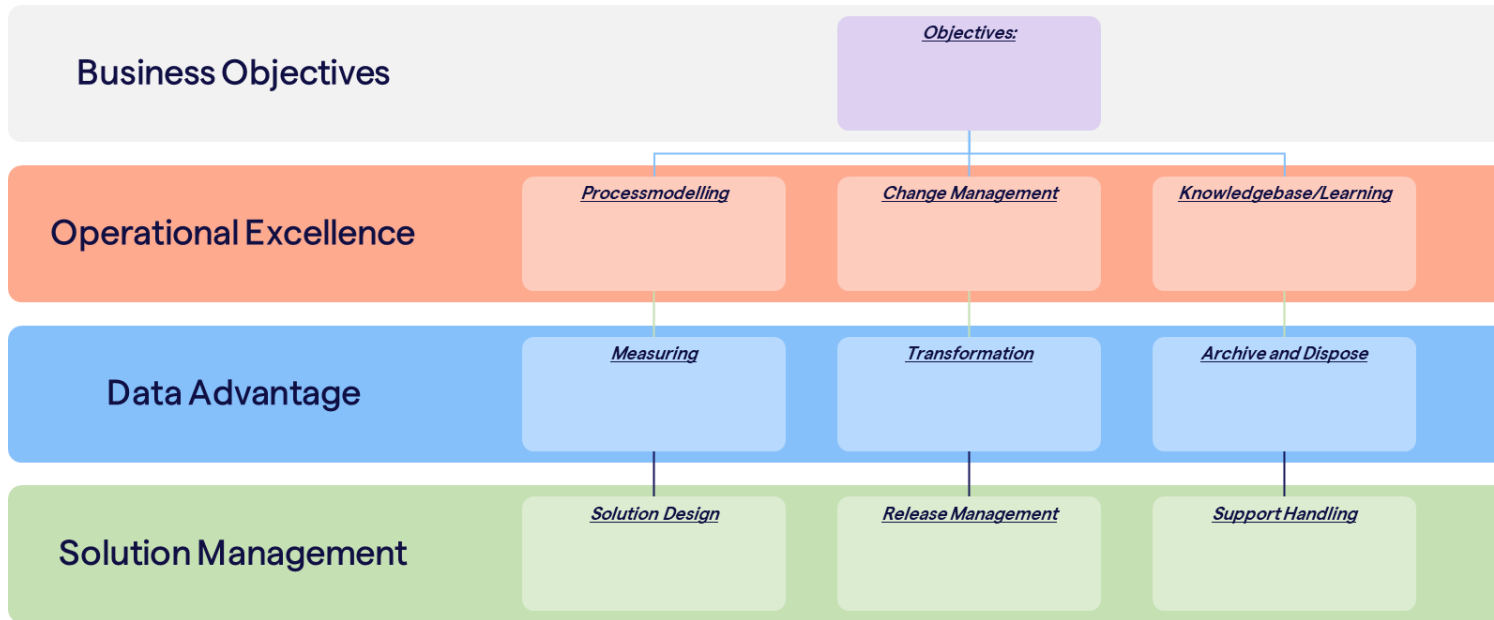 Business Objectives
Objectives:
Operational Excellence
Processmodelling
Change Management
Knowledgebase/Learning
Data Advantage
Measuring
Transformation
Archive and Dispose
Solution Management
Solution Design
Release Management
Support Handling